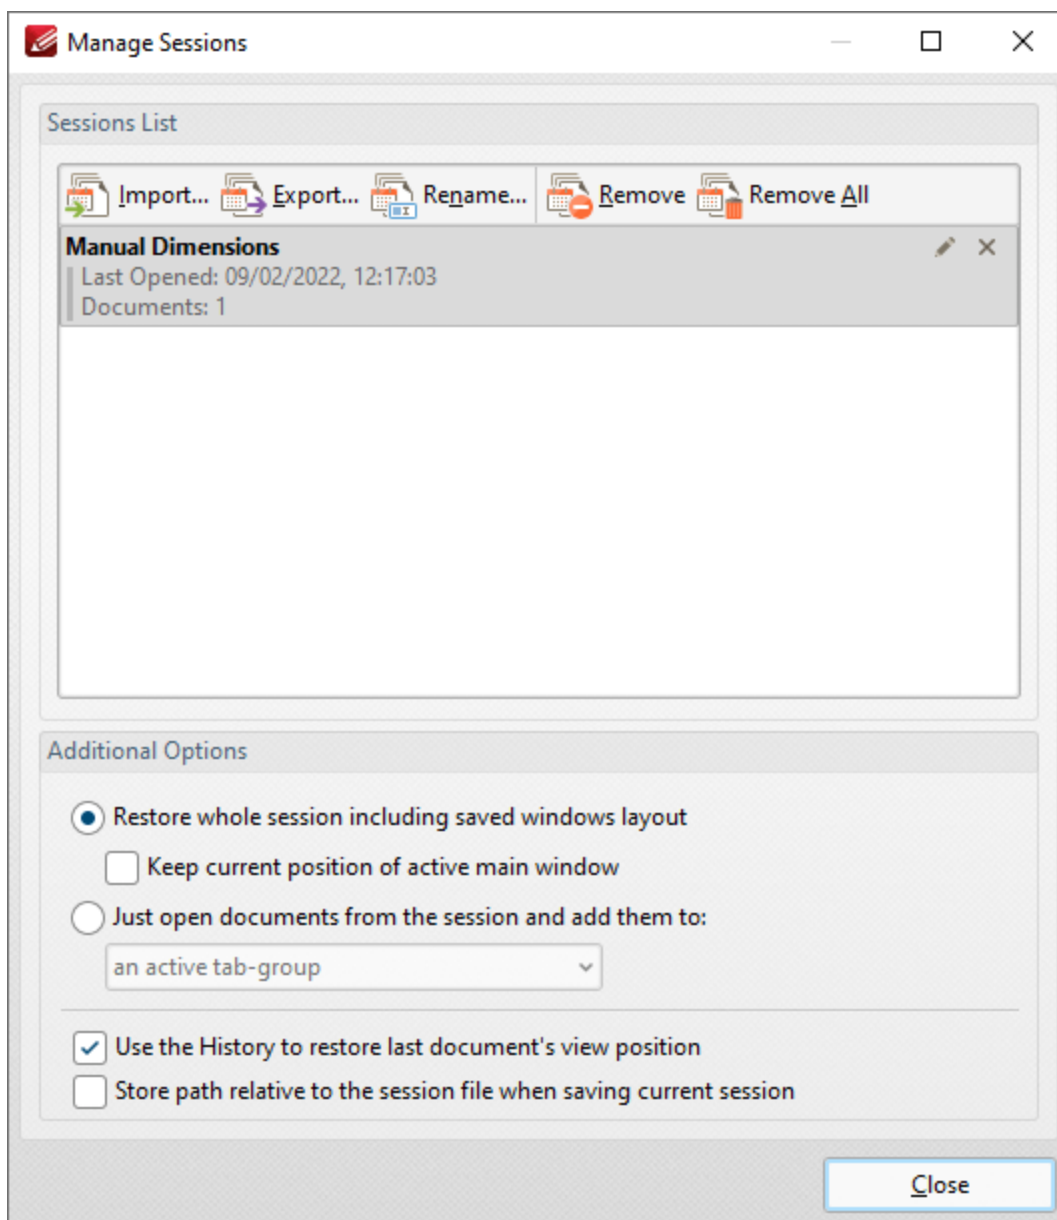 Manage Sessions
Sessions List
Import... Export... Rename... Remove Remove All
Manual Dimensions
Last Opened: 09/02/2022, 12:17:03
Documents: 1
Additional Options
Restore whole session including saved windows layout
Keep current position of active main window
Just open documents from the session and add them to:
an active tab-group
Use the History to restore last document's view position
Store path relative to the session file when saving current session
Close